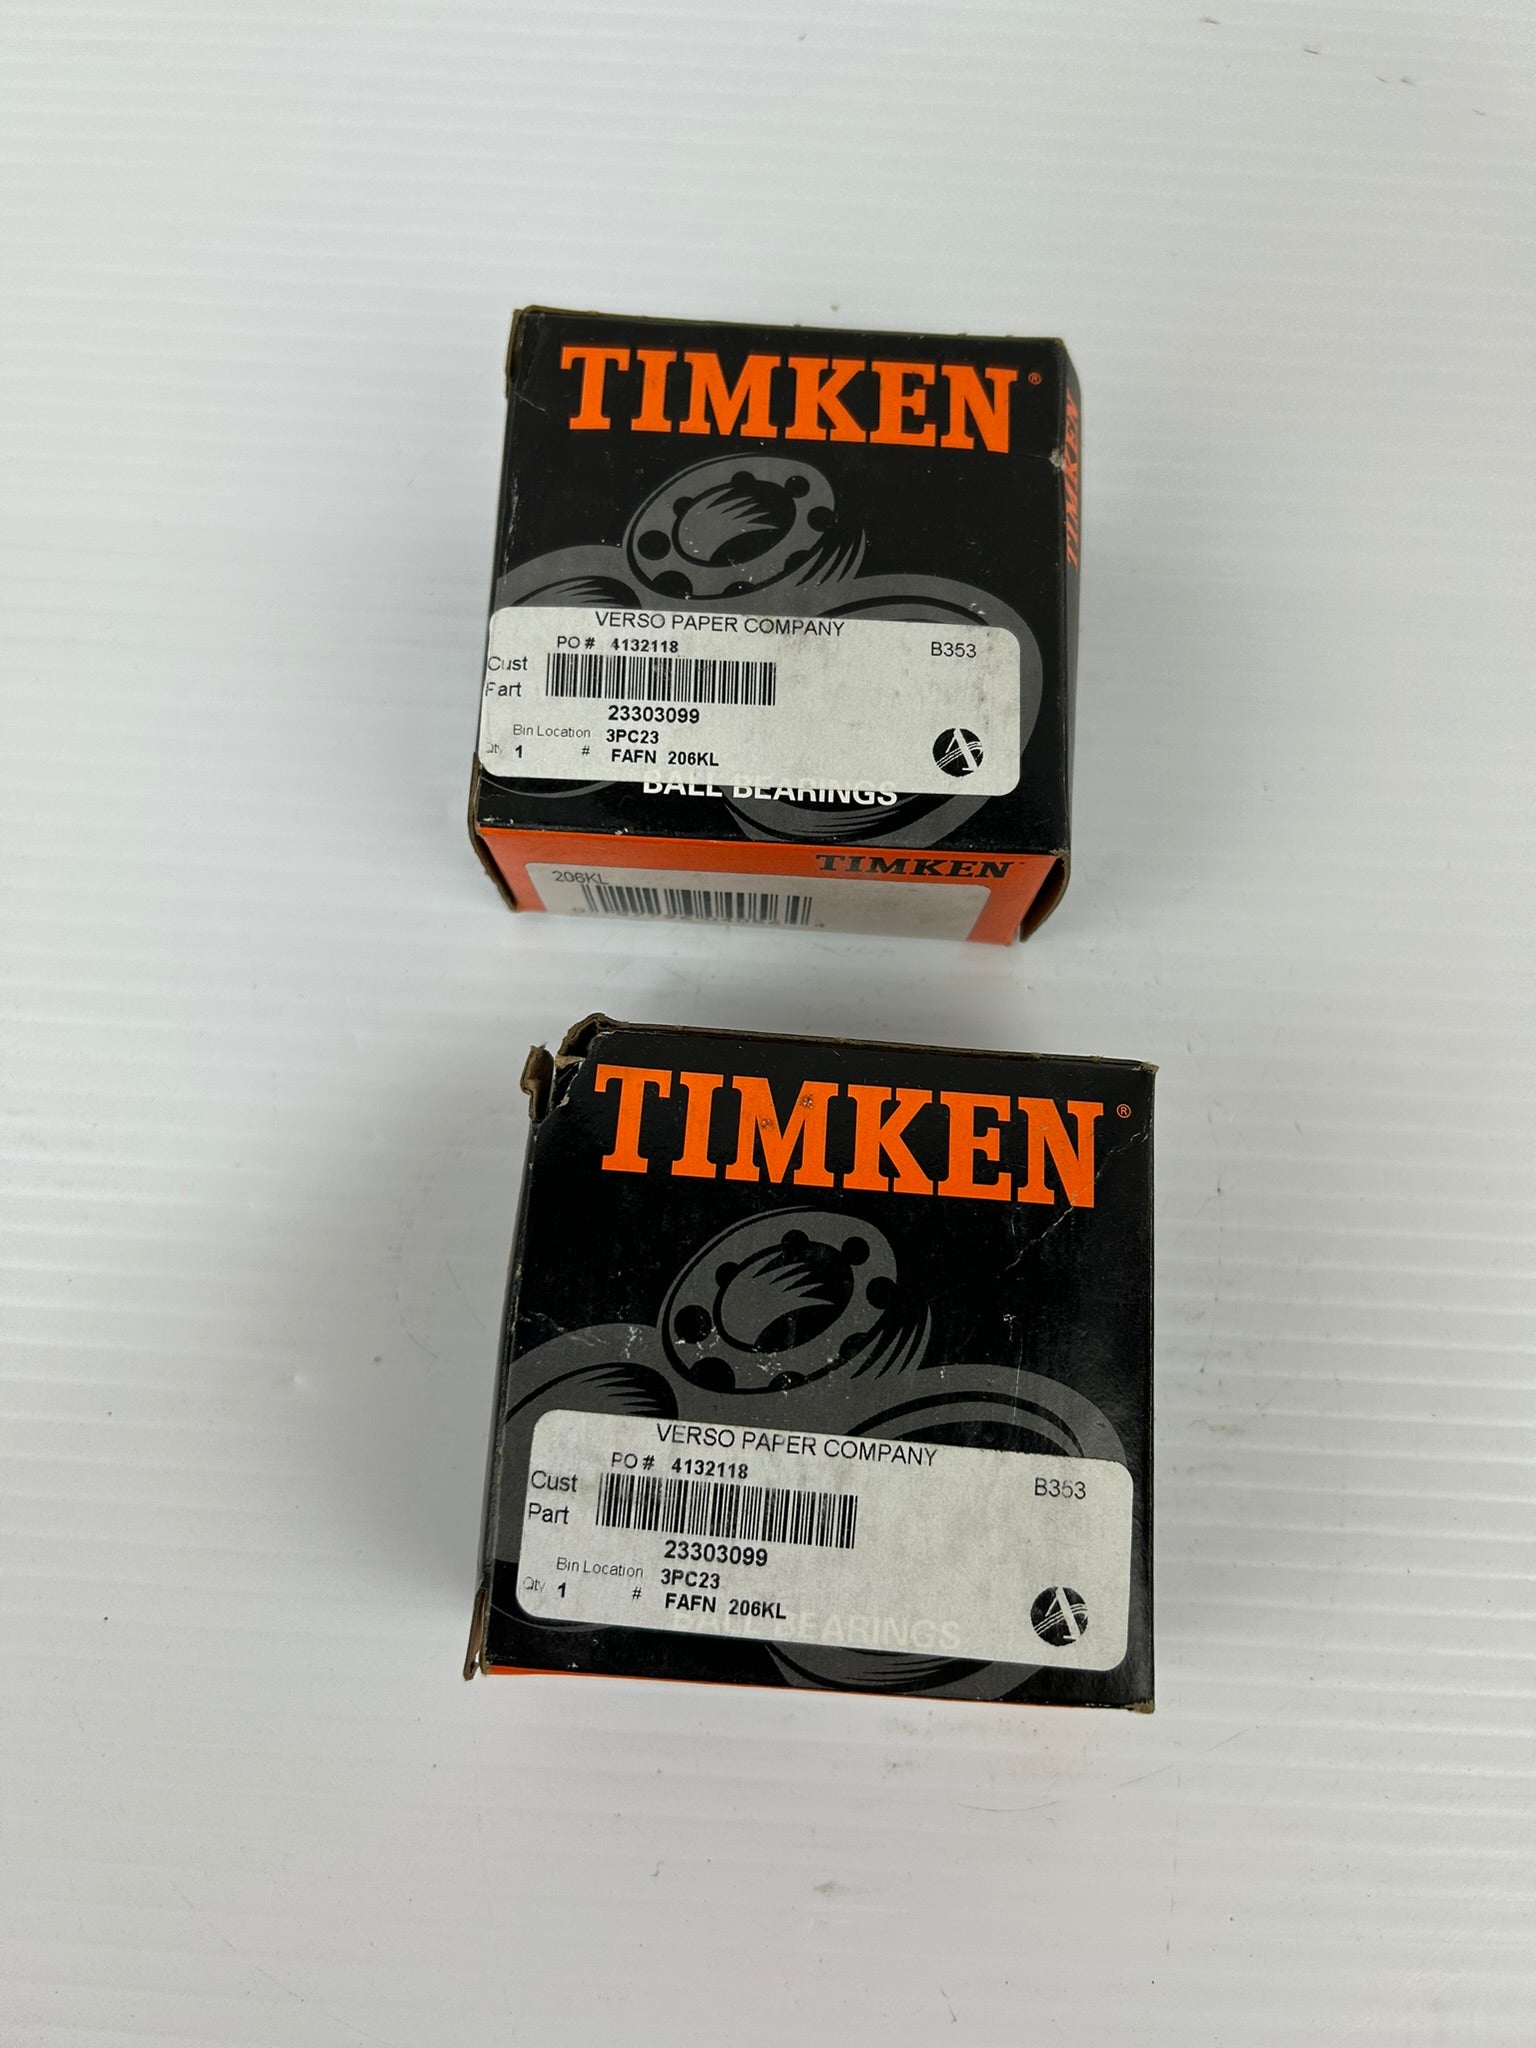 TIMKEN®
TIMKEN
VERSO PAPER COMPANY
PO # 4132118
B353
Cust
Part
23303099
Bin Location 3PC23
Qty 1 # FAFN 206KL
BALL BEARINGS
TIMKEN
206KL
TIMKEN®
VERSO PAPER COMPANY
PO # 4132118
B353
Cust
Part
23303099
Bin Location 3PC23
Qty 1 # FAFN 206KL
BALL BEARINGS